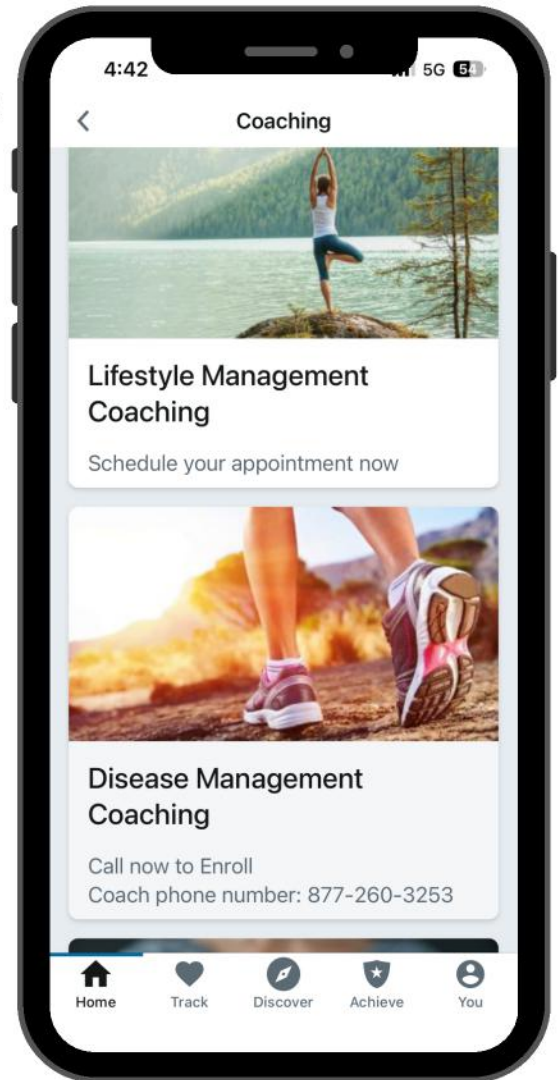 4:42
5G 54
Coaching
Lifestyle Management
Coaching
Schedule your appointment now
Disease Management
Coaching
Call now to Enroll
Coach phone number: 877-260-3253
Home Track Discover Achieve You